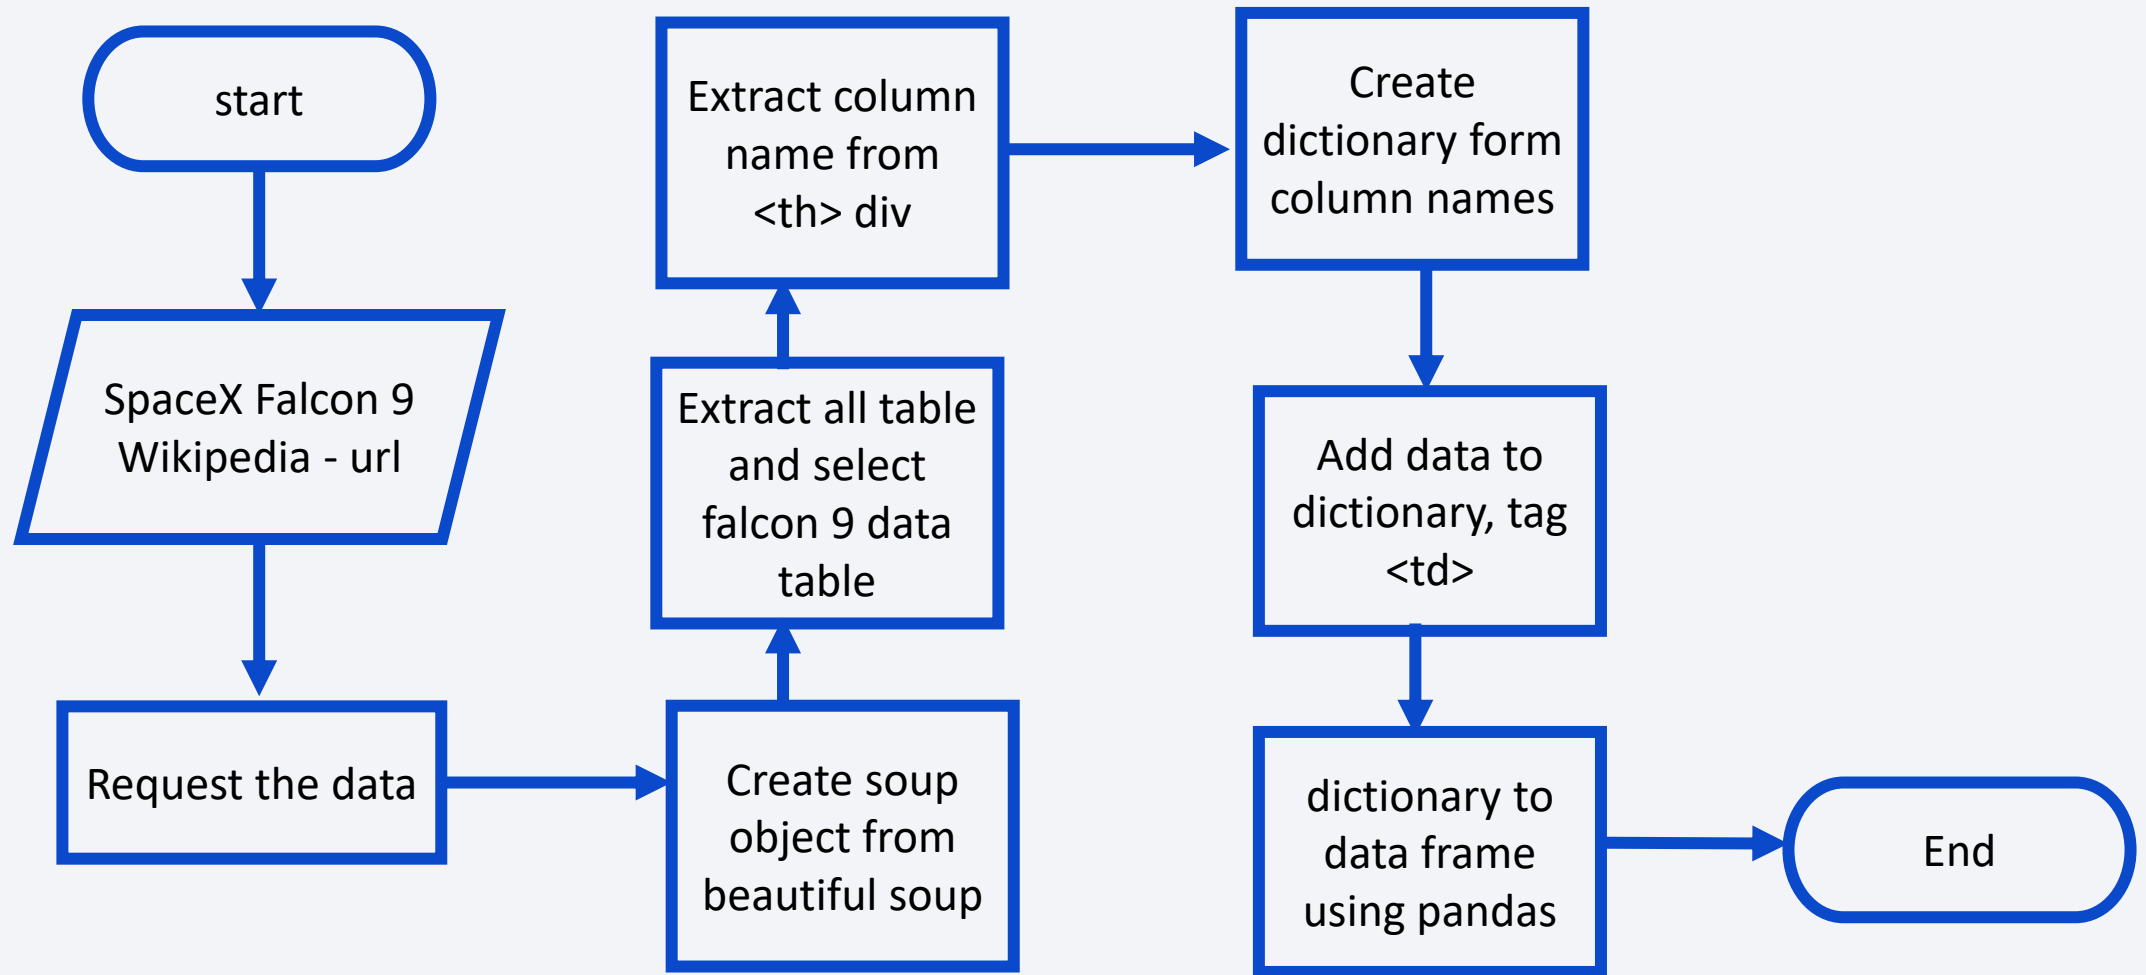 start
SpaceX Falcon 9
Wikipedia - url
Request the data
Create soup
object from
beautiful soup
Extract all table
and select
falcon 9 data
table
Extract column
name from
<th> div
Create
dictionary form
column names
Add data to
dictionary, tag
<td>
dictionary to
data frame
using pandas
End